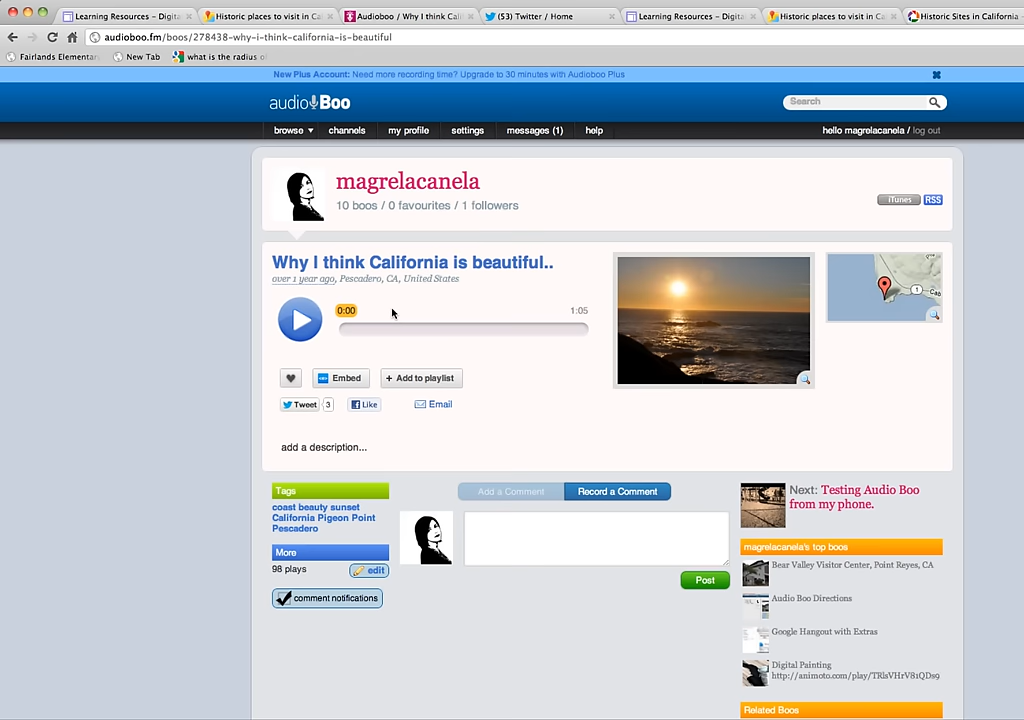 Learning Resources – Digita
Historic places to visit in Ca
Audioboo / Why I think Cali
(53) Twitter / Home
Learning Resources – Digita
Historic places to visit in Ca
Historic Sites in California
audioboo.fm/boos/278438-why-i-think-california-is-beautiful
Fairlands Elementar
New Tab
what is the radius of
New Plus Account: Need more recording time? Upgrade to 30 minutes with Audioboo Plus
audioBoo
Search
browse ▾
channels
my profile
settings
messages (1)
help
hello magrelacanela / log out
magrelacanela
10 boos / 0 favourites / 1 followers
iTunes
RSS
Why I think California is beautiful..
over 1 year ago, Pescadero, CA, United States
0:00
1:05
1
Embed
+ Add to playlist
Tweet
3
Like
Email
add a description...
Tags
coast beauty sunset
California Pigeon Point
Pescadero
More
98 plays
edit
comment notifications
Add a Comment
Record a Comment
Post
Next: Testing Audio Boo
from my phone.
magrelacanela's top boos
Bear Valley Visitor Center, Point Reyes, CA
Audio Boo Directions
Google Hangout with Extras
Digital Painting
http://animoto.com/play/TRlsVHrV81QDs9
Related Boos